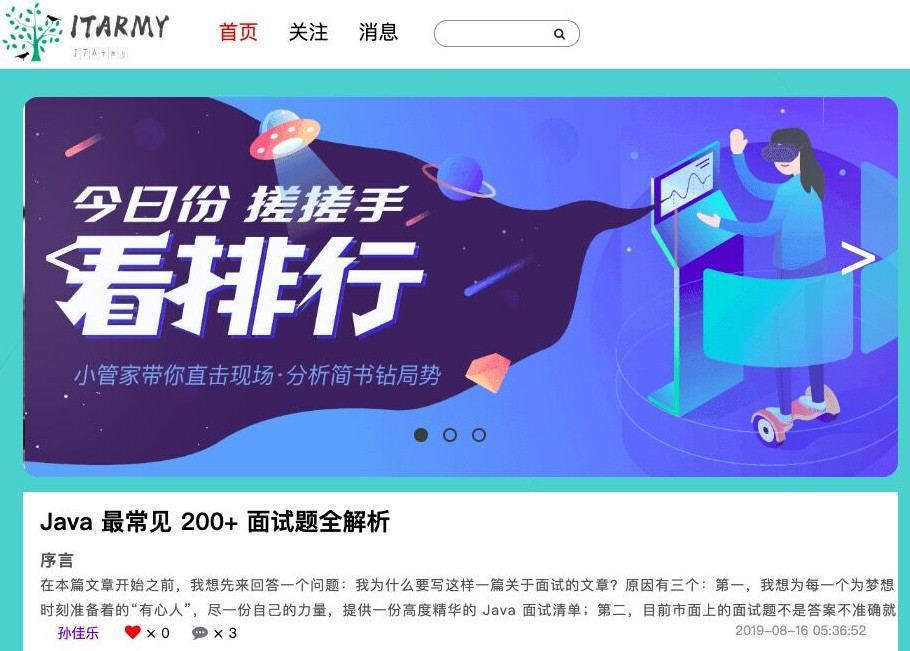 ITARMY
ITArmy
首页 关注 消息
今日份 搓搓手
看排行
小管家带你直击现场·分析简书钻局势
Java 最常见 200+ 面试题全解析
序言
在本篇文章开始之前，我想先来回答一个问题：我为什么要写这样一篇关于面试的文章？原因有三个：第一，我想为每一个为梦想
时刻准备着的“有心人”，尽一份自己的力量，提供一份高度精华的 Java 面试清单；第二，目前市面上的面试题不是答案不准确就
孙佳乐 × 0 × 3 2019-08-16 05:36:52